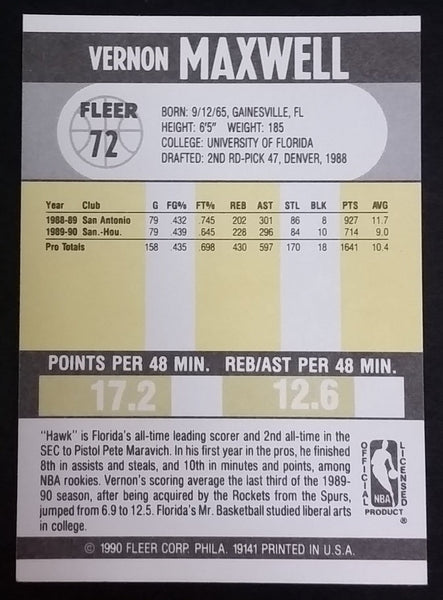 VERNON MAXWELL
FLEER
72
BORN: 9/12/65, GAINESVILLE, FL
HEIGHT: 6'5" WEIGHT: 185
COLLEGE: UNIVERSITY OF FLORIDA
DRAFTED: 2ND RD-PICK 47, DENVER, 1988
Year Club G FG% FT% REB AST STL BLK PTS AVG
1988-89 San Antonio 79 .432 .745 202 301 86 8 927 11.7
1989-90 San.-Hou. 79 .439 .645 228 296 84 10 714 9.0
Pro Totals 158 .435 .698 430 597 170 18 1641 10.4
POINTS PER 48 MIN. REB/AST PER 48 MIN.
17.2 12.6
"Hawk" is Florida's all-time leading scorer and 2nd all-time in the
SEC to Pistol Pete Maravich. In his first year in the pros, he finished
8th in assists and steals, and 10th in minutes and points, among
NBA rookies. Vernon's scoring average the last third of the 1989-
90 season, after being acquired by the Rockets from the Spurs,
jumped from 6.9 to 12.5. Florida's Mr. Basketball studied liberal arts
in college.
OFFICIAL
LICENSED
NBA
PRODUCT ®
© 1990 FLEER CORP. PHILA. 19141 PRINTED IN U.S.A.